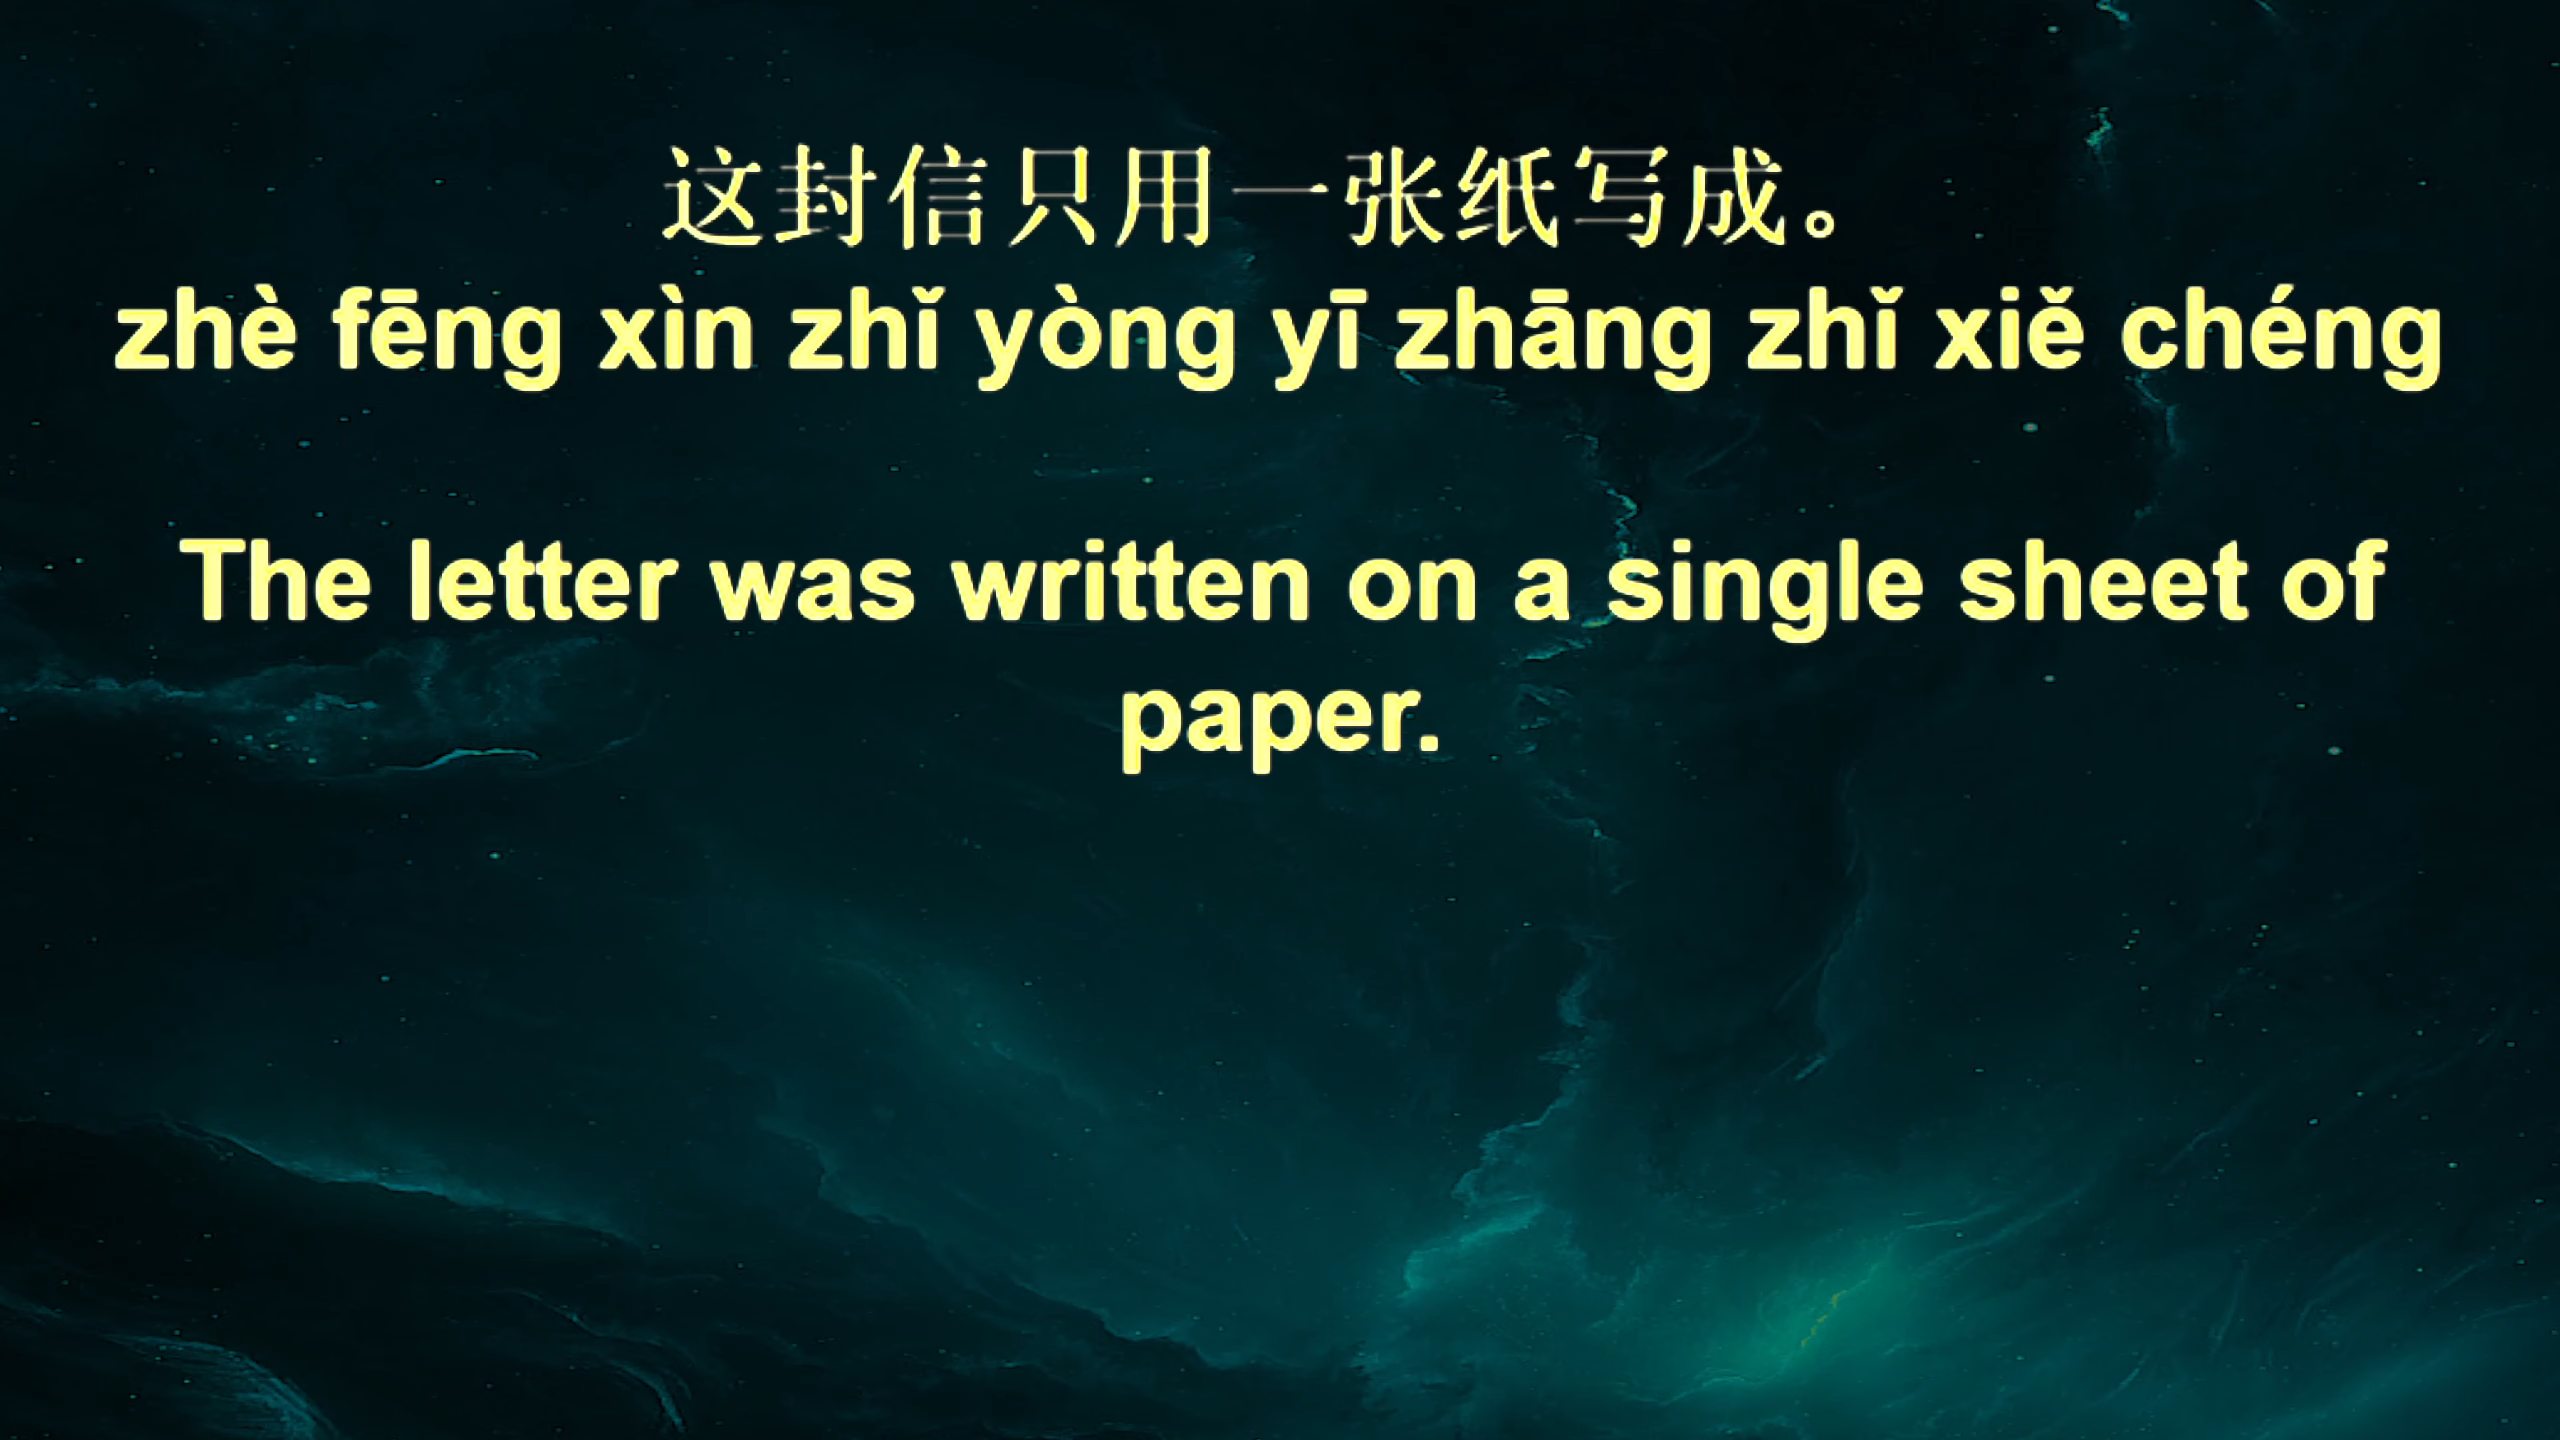 这封信只用一张纸写成。
zhè fēng xìn zhǐ yòng yī zhāng zhǐ xiě chéng
The letter was written on a single sheet of
paper.